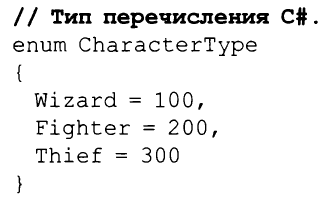 // Тип перечисления C#.
enum CharacterType
{
  Wizard = 100,
  Fighter = 200,
  Thief = 300
}